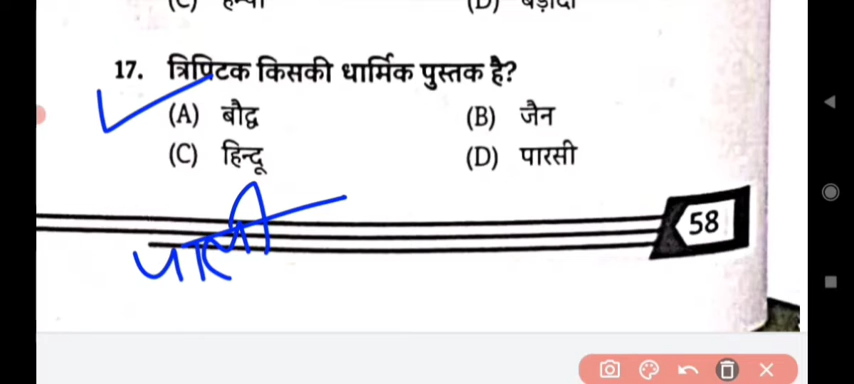 17. त्रिपिटक किसकी धार्मिक पुस्तक है?
(A) बौद्ध
(B) जैन
(C) हिन्दू
(D) पारसी
58